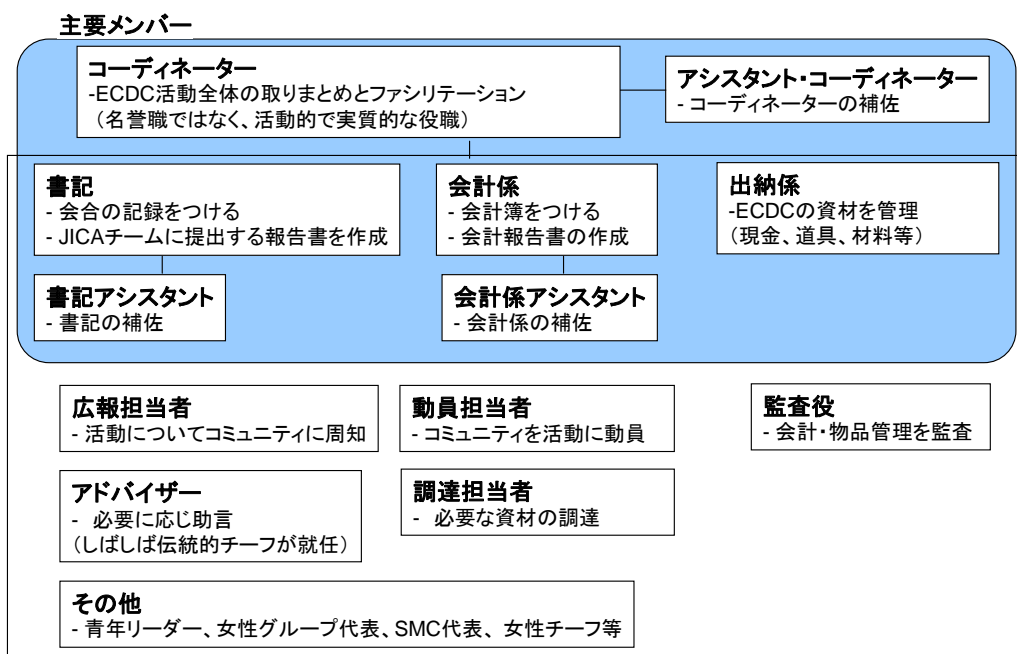 主要メンバー
コーディネーター
-ECDC活動全体の取りまとめとファシリテーション
（名誉職ではなく、活動的で実質的な役職）
アシスタント・コーディネーター
- コーディネーターの補佐
書記
- 会合の記録をつける
- JICAチームに提出する報告書を作成
会計係
- 会計簿をつける
- 会計報告書の作成
出納係
-ECDCの資材を管理
（現金、道具、材料等）
書記アシスタント
- 書記の補佐
会計係アシスタント
- 会計係の補佐
広報担当者
- 活動についてコミュニティに周知
動員担当者
- コミュニティを活動に動員
監査役
- 会計・物品管理を監査
アドバイザー
- 必要に応じ助言
（しばしば伝統的チーフが就任）
調達担当者
- 必要な資材の調達
その他
- 青年リーダー、女性グループ代表、SMC代表、女性チーフ等